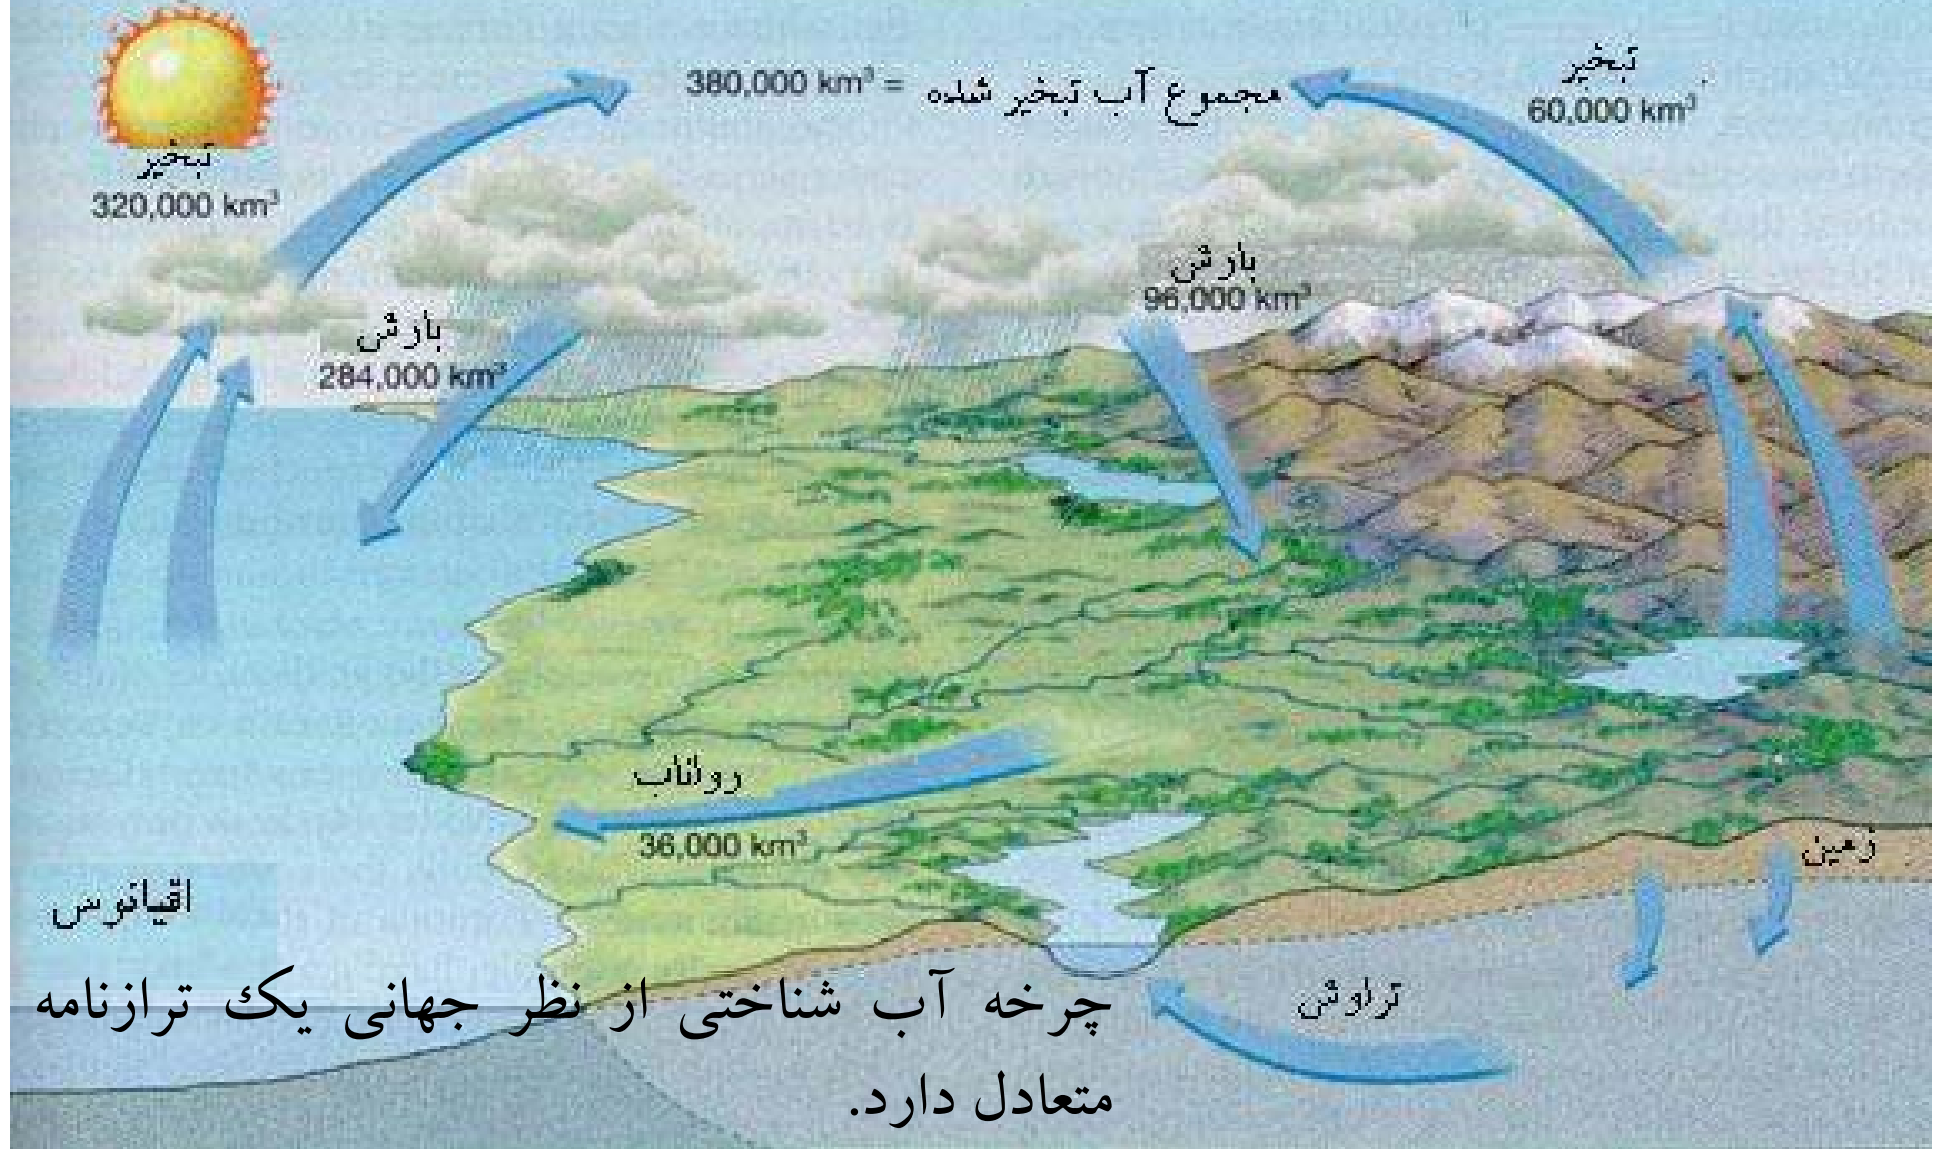 380,000 km³ = مجموع آب تبخیر شده
تبخیر
60,000 km³
تبخیر
320,000 km³
بارش
96,000 km³
بارش
284,000 km³
رواناب
36,000 km³
زمین
اقیانوس
تراوش
چرخه آب شناختی از نظر جهانی یک ترازنامه
متعادل دارد.